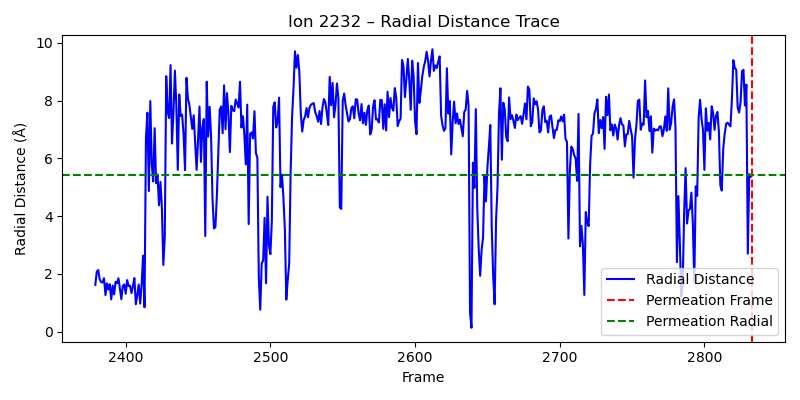 Ion 2232 – Radial Distance Trace
Radial Distance (Å)
10
8
6
4
2
0
2400
2500
2600
2700
2800
Frame
Radial Distance
Permeation Frame
Permeation Radial